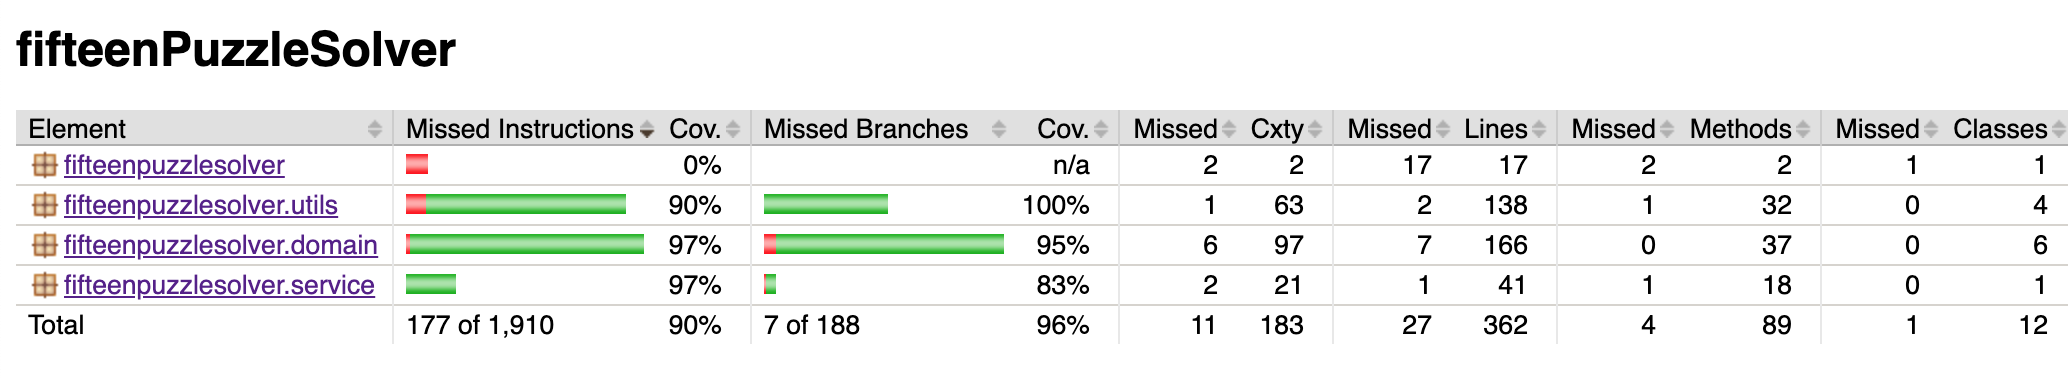 fifteenPuzzleSolver
Element Missed Instructions Cov. Missed Branches Cov. Missed Cxty Missed Lines Missed Methods Missed Classes
fifteenpuzzlesolver 0% n/a 2 2 17 17 2 2 1 1
fifteenpuzzlesolver.utils 90% 100% 1 63 2 138 1 32 0 4
fifteenpuzzlesolver.domain 97% 95% 6 97 7 166 0 37 0 6
fifteenpuzzlesolver.service 97% 83% 2 21 1 41 1 18 0 1
Total 177 of 1,910 90% 7 of 188 96% 11 183 27 362 4 89 1 12